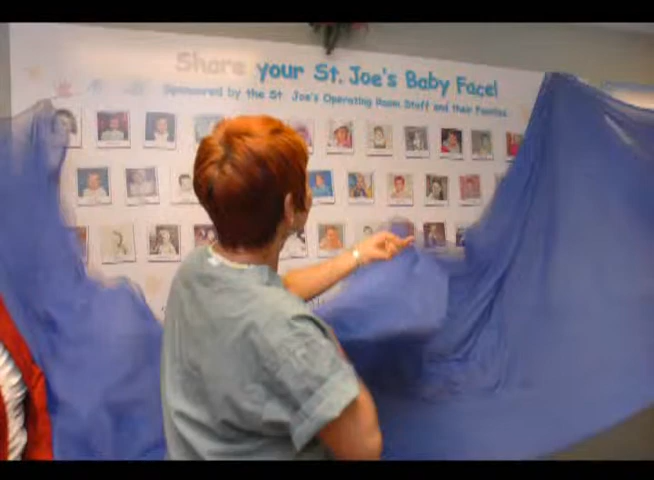 Share your St. Joe's Baby Face!
Sponsored by the St. Joe's Operating Room Staff and their Families